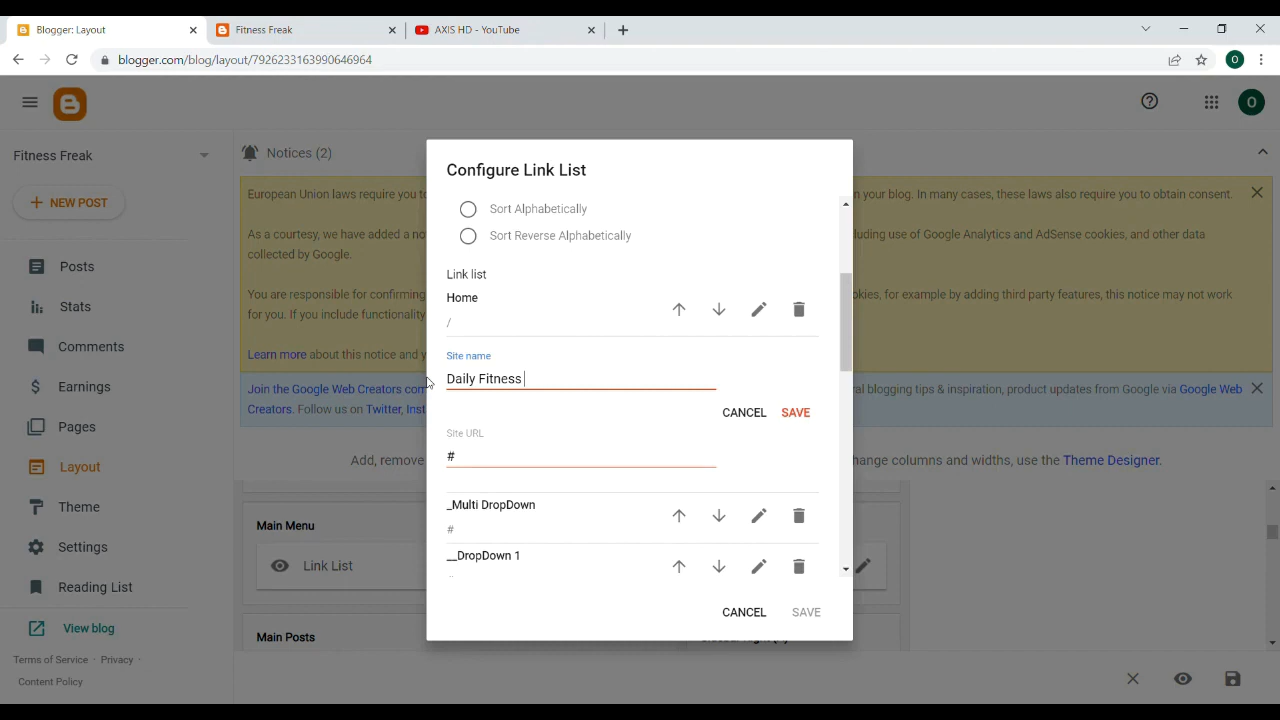 Blogger: Layout
Fitness Freak
AXIS HD - YouTube
blogger.com/blog/layout/7926233163990646964
O
O
Fitness Freak
NEW POST
Posts
Stats
Comments
Earnings
Pages
Layout
Theme
Settings
Reading List
View blog
Terms of Service · Privacy ·
Content Policy
Notices (2)
European Union laws require you to
n your blog. In many cases, these laws also require you to obtain consent.
As a courtesy, we have added a no
luding use of Google Analytics and AdSense cookies, and other data
collected by Google.
You are responsible for confirming
kies, for example by adding third party features, this notice may not work
for you. If you include functionality
Learn more about this notice and y
Join the Google Web Creators com
al blogging tips & inspiration, product updates from Google via Google Web
Creators. Follow us on Twitter, Inst
Add, remove
hange columns and widths, use the Theme Designer.
Main Menu
Link List
Main Posts
Configure Link List
Sort Alphabetically
Sort Reverse Alphabetically
Link list
Home
/
Site name
Daily Fitness
CANCEL SAVE
Site URL
#
_Multi DropDown
#
__DropDown 1
CANCEL SAVE